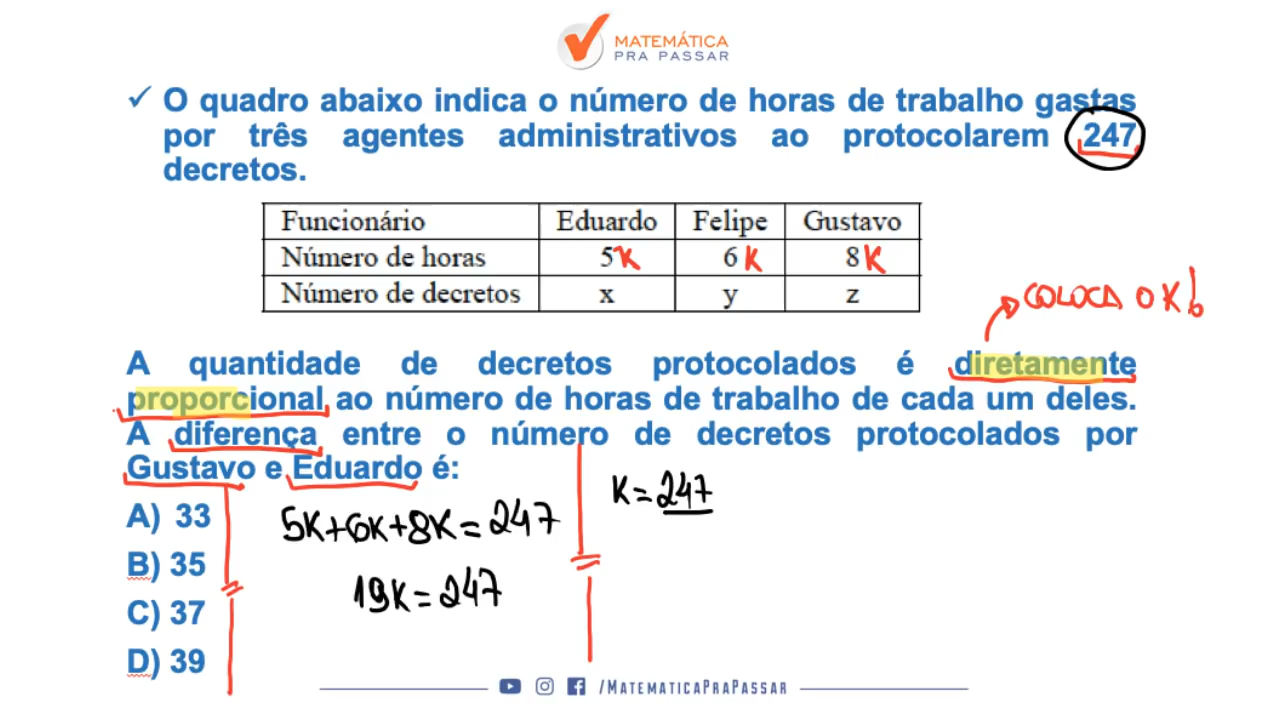 MATEMÁTICA
PRA PASSAR
✓ O quadro abaixo indica o número de horas de trabalho gastas
por três agentes administrativos ao protocolarem 247
decretos.
Funcionário Eduardo Felipe Gustavo
Número de horas 5K 6K 8K
Número de decretos x y z
COLOCA O K!
A quantidade de decretos protocolados é diretamente
proporcional ao número de horas de trabalho de cada um deles.
A diferença entre o número de decretos protocolados por
Gustavo e Eduardo é:
A) 33
B) 35
C) 37
D) 39
5K+6K+8K=247
19K=247
K=247
/MATEMATICAPRAPASSAR